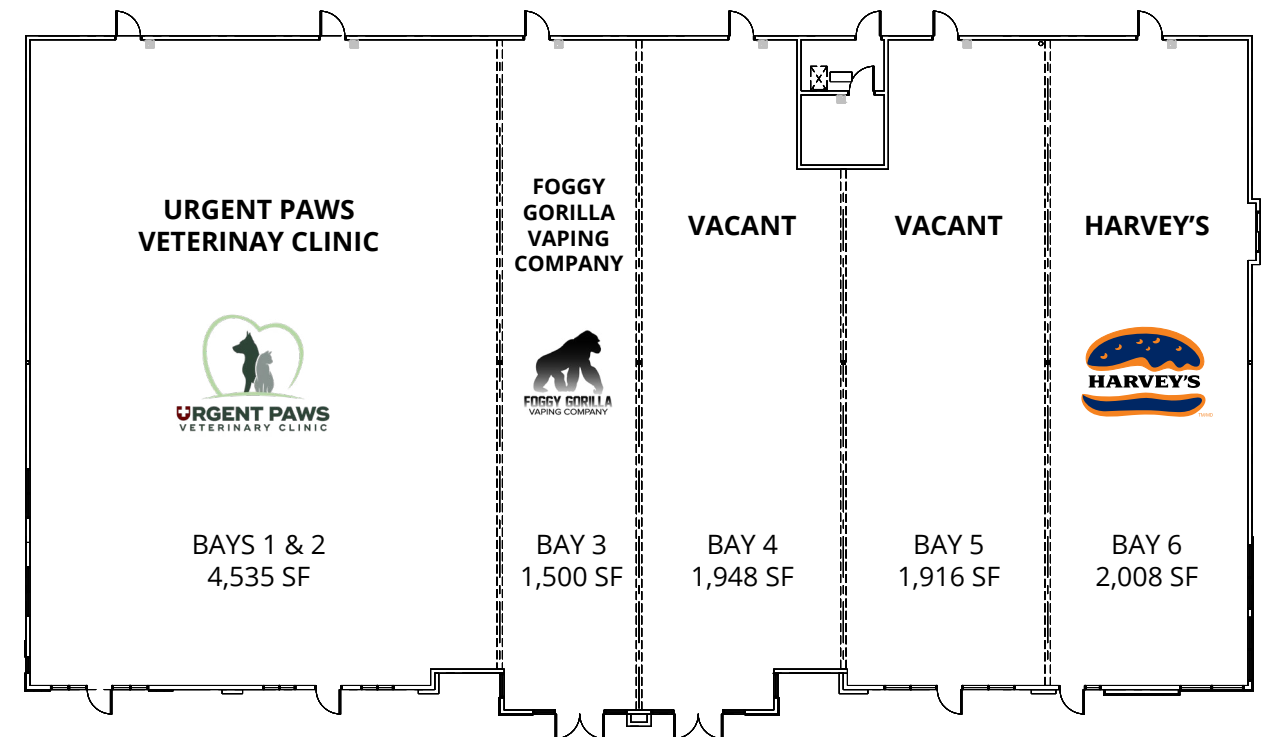 URGENT PAWS
VETERINAY CLINIC
URGENT PAWS
VETERINARY CLINIC
BAYS 1 & 2
4,535 SF
FOGGY
GORILLA
VAPING
COMPANY
FOGGY GORILLA
VAPING COMPANY
BAY 3
1,500 SF
VACANT
BAY 4
1,948 SF
VACANT
BAY 5
1,916 SF
HARVEY’S
HARVEY'S
BAY 6
2,008 SF